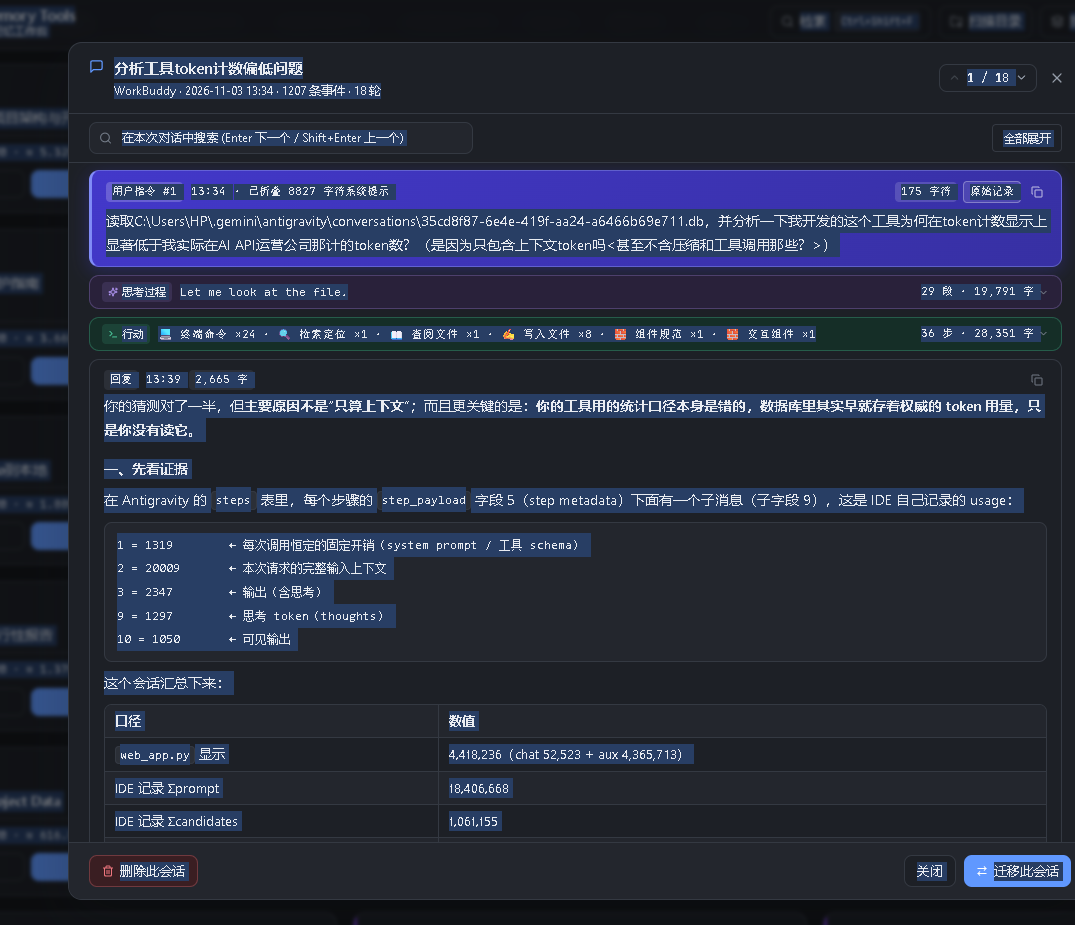 分析工具token计数偏低问题
WorkBuddy · 2026-11-03 13:34 · 1207 条事件 · 18 轮
1 / 18
在本次对话中搜索 (Enter 下一个 / Shift+Enter 上一个)
全部展开
用户指令 #1 13:34 · 已折叠 8827 字符系统提示 175 字符 原始记录
读取C:\Users\HP\.gemini\antigravity\conversations\35cd8f87-6e4e-419f-aa24-a6466b69e711.db，并分析一下我开发的这个工具为何在token计数显示上
显著低于我实际在AI API运营公司那计的token数？（是因为只包含上下文token吗<甚至不含压缩和工具调用那些？>）
思考过程 Let me look at the file. 29 段 · 19,791 字
行动 终端命令 ×24 · 检索定位 ×1 · 查阅文件 ×1 · 写入文件 ×8 · 组件规范 ×1 · 交互组件 ×1 36 步 · 28,351 字
回复 13:39 2,665 字
你的猜测对了一半，但主要原因不是“只算上下文”；而且更关键的是：你的工具用的统计口径本身是错的，数据库里其实早就存着权威的 token 用量，只
是你没有读它。
一、先看证据
在 Antigravity 的 steps 表里，每个步骤的 step_payload 字段 5（step metadata）下面有一个子消息（子字段 9），这是 IDE 自己记录的 usage：
1 = 1319 ← 每次调用恒定的固定开销（system prompt / 工具 schema）
2 = 20009 ← 本次请求的完整输入上下文
3 = 2347 ← 输出（含思考）
9 = 1297 ← 思考 token（thoughts）
10 = 1050 ← 可见输出
这个会话汇总下来：
口径 数值
web_app.py 显示 4,418,236（chat 52,523 + aux 4,365,713）
IDE 记录 Σprompt 18,406,668
IDE 记录 Σcandidates 1,061,155
删除此会话 关闭 迁移此会话